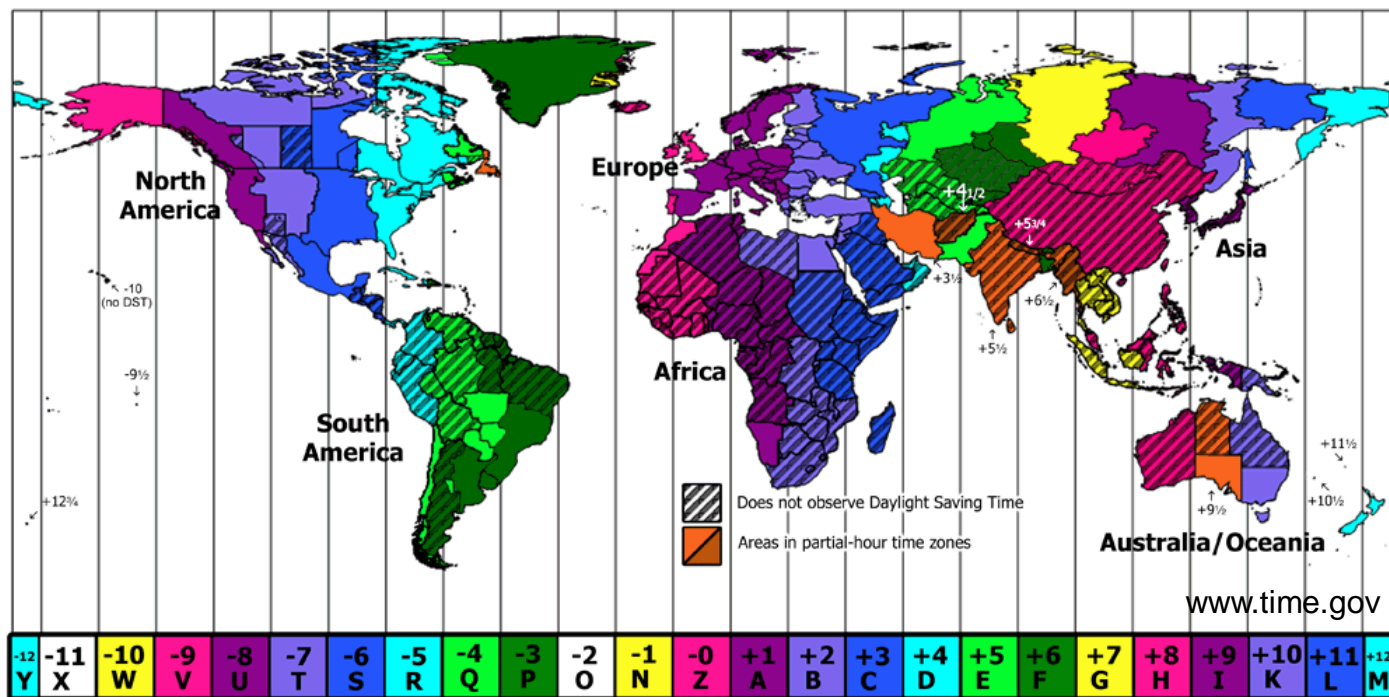 North
America
Europe
Asia
+4 1/2
+5 3/4
+3½
+6½
+5½
-10
(no DST)
-9½
Africa
South
America
+12¾
Does not observe Daylight Saving Time
Areas in partial-hour time zones
+11½
+10½
+9½
Australia/Oceania
www.time.gov
-12 -11 -10 -9 -8 -7 -6 -5 -4 -3 -2 -1 -0 +1 +2 +3 +4 +5 +6 +7 +8 +9 +10 +11 +12
Y X W V U T S R Q P O N Z A B C D E F G H I K L M